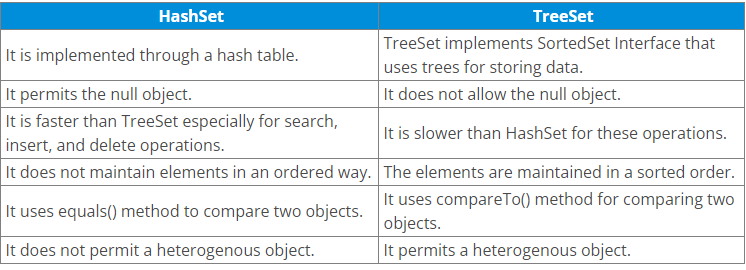 HashSet TreeSet
It is implemented through a hash table.
TreeSet implements SortedSet Interface that
uses trees for storing data.
It permits the null object.
It does not allow the null object.
It is faster than TreeSet especially for search,
insert, and delete operations.
It is slower than HashSet for these operations.
It does not maintain elements in an ordered way.
The elements are maintained in a sorted order.
It uses equals() method to compare two objects.
It uses compareTo() method for comparing two
objects.
It does not permit a heterogenous object.
It permits a heterogenous object.